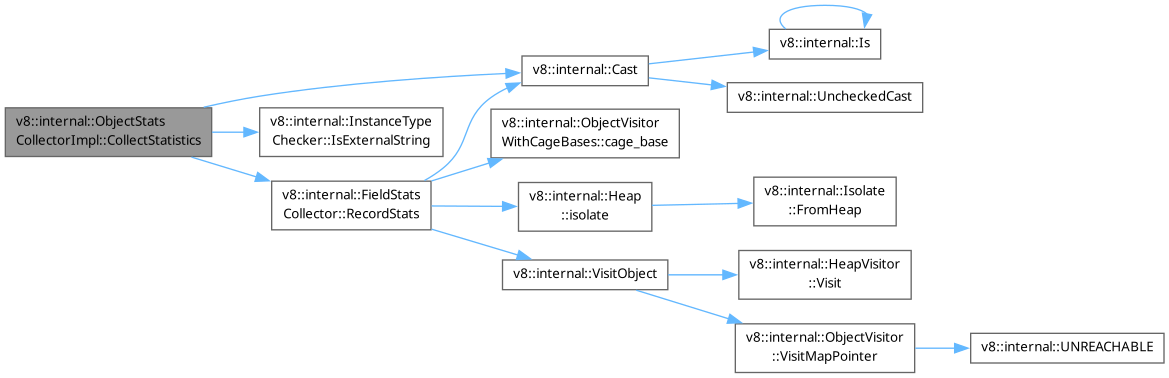 v8::internal::ObjectStats
CollectorImpl::CollectStatistics
v8::internal::Cast
v8::internal::Is
v8::internal::UncheckedCast
v8::internal::InstanceType
Checker::IsExternalString
v8::internal::FieldStats
Collector::RecordStats
v8::internal::ObjectVisitor
WithCageBases::cage_base
v8::internal::Heap
::isolate
v8::internal::Isolate
::FromHeap
v8::internal::VisitObject
v8::internal::HeapVisitor
::Visit
v8::internal::ObjectVisitor
::VisitMapPointer
v8::internal::UNREACHABLE